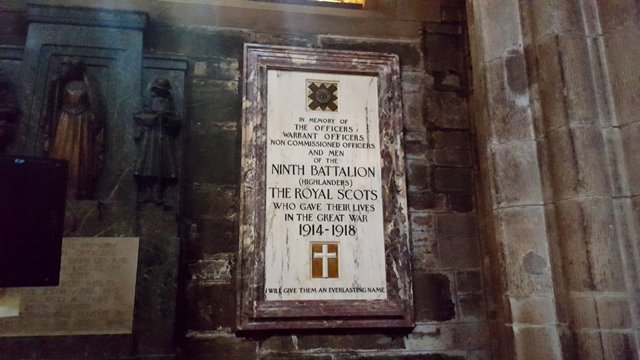 IN MEMORY OF
THE OFFICERS
WARRANT OFFICERS
NON COMMISSIONED OFFICERS
AND MEN
OF THE
NINTH BATTALION
(HIGHLANDERS)
THE ROYAL SCOTS
WHO GAVE THEIR LIVES
IN THE GREAT WAR
1914-1918
I WILL GIVE THEM AN EVERLASTING NAME